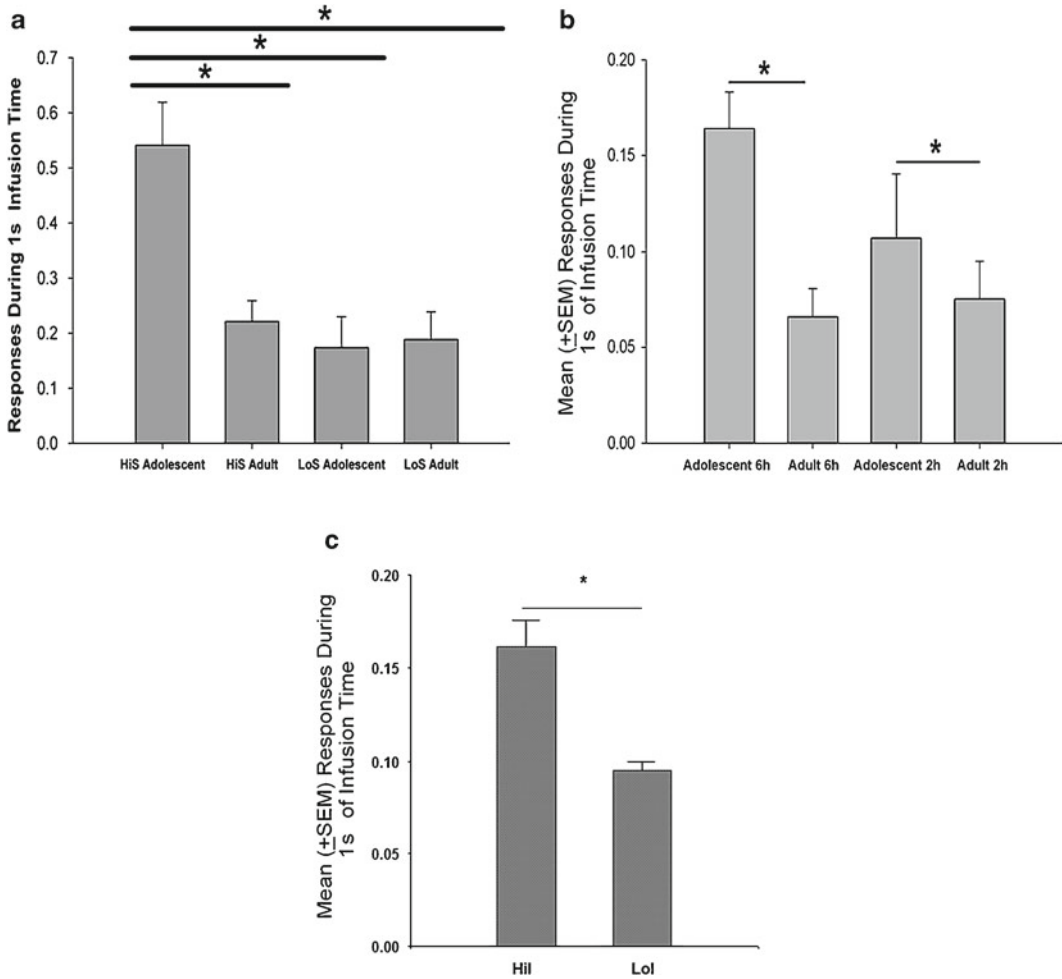 a
*
*
*
Responses During 1s Infusion Time
0.7
0.6
0.5
0.4
0.3
0.2
0.1
0.0
HiS Adolescent HiS Adult LoS Adolescent LoS Adult
b
Mean (±SEM) Responses During
1s of Infusion Time
0.20
0.15
0.10
0.05
0.00
*
*
Adolescent 6h Adult 6h Adolescent 2h Adult 2h
c
Mean (±SEM) Responses During
1s of Infusion Time
0.20
0.15
0.10
0.05
0.00
*
HiI LoI